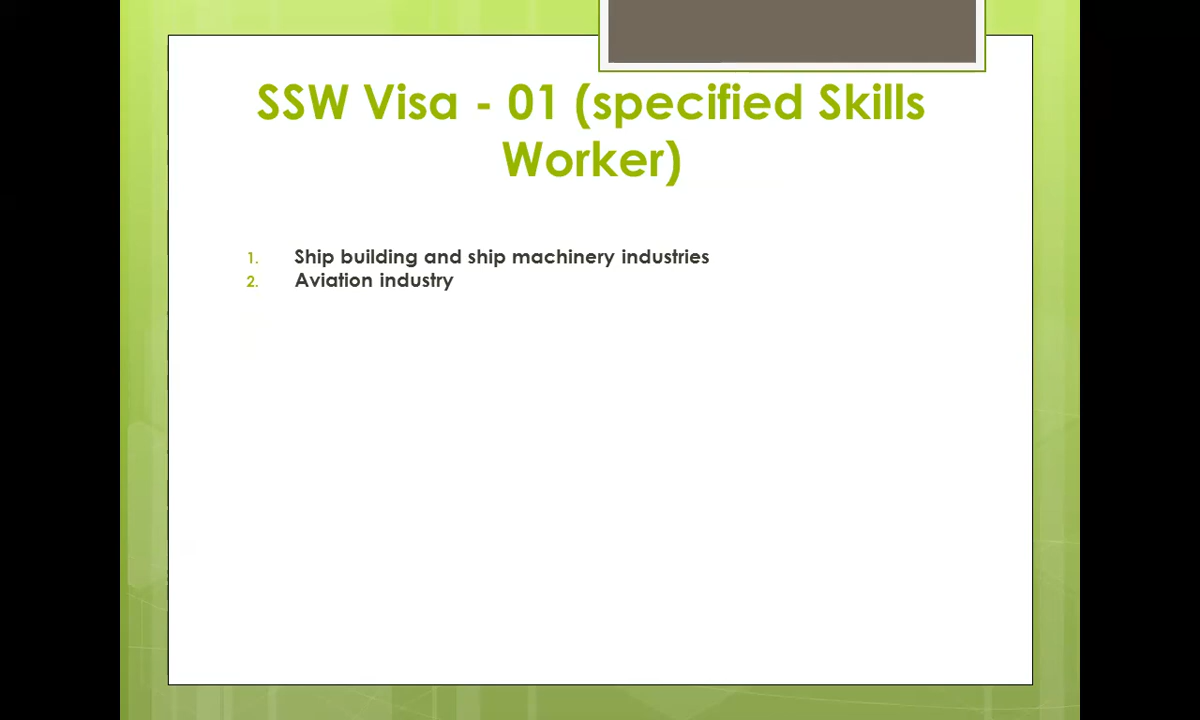 SSW Visa - 01 (specified Skills
Worker)
1. Ship building and ship machinery industries
2. Aviation industry